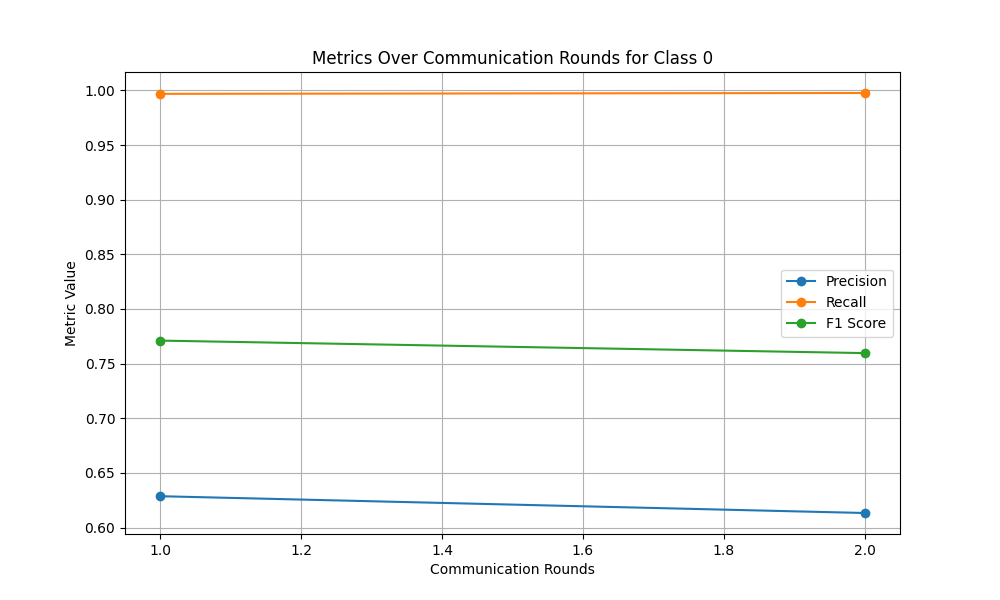 Metrics Over Communication Rounds for Class 0
Metric Value
1.00
0.95
0.90
0.85
0.80
0.75
0.70
0.65
0.60
Precision
Recall
F1 Score
1.0 1.2 1.4 1.6 1.8 2.0
Communication Rounds